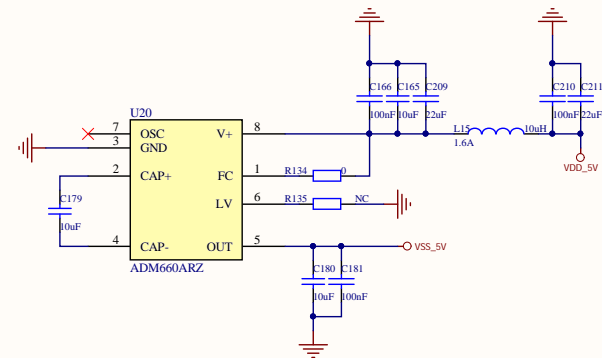 C166
C165
C209
100nF
10uF
22uF
C210
C211
100nF
22uF
L15
10uH
1.6A
VDD_5V
U20
7
OSC
V+
8
3
GND
2
CAP+
FC
1
R134
0
LV
6
R135
NC
C179
10uF
4
CAP-
OUT
5
VSS_5V
ADM660ARZ
C180
C181
10uF
100nF